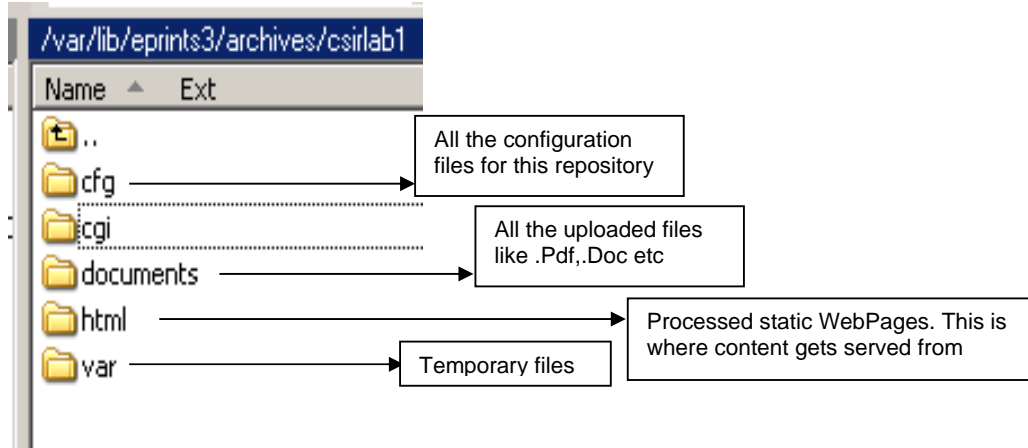 /var/lib/eprints3/archives/csirlab1
Name Ext
..
cfg
All the configuration
files for this repository
cgi
All the uploaded files
like .Pdf,.Doc etc
documents
html
Processed static WebPages. This is
where content gets served from
var
Temporary files